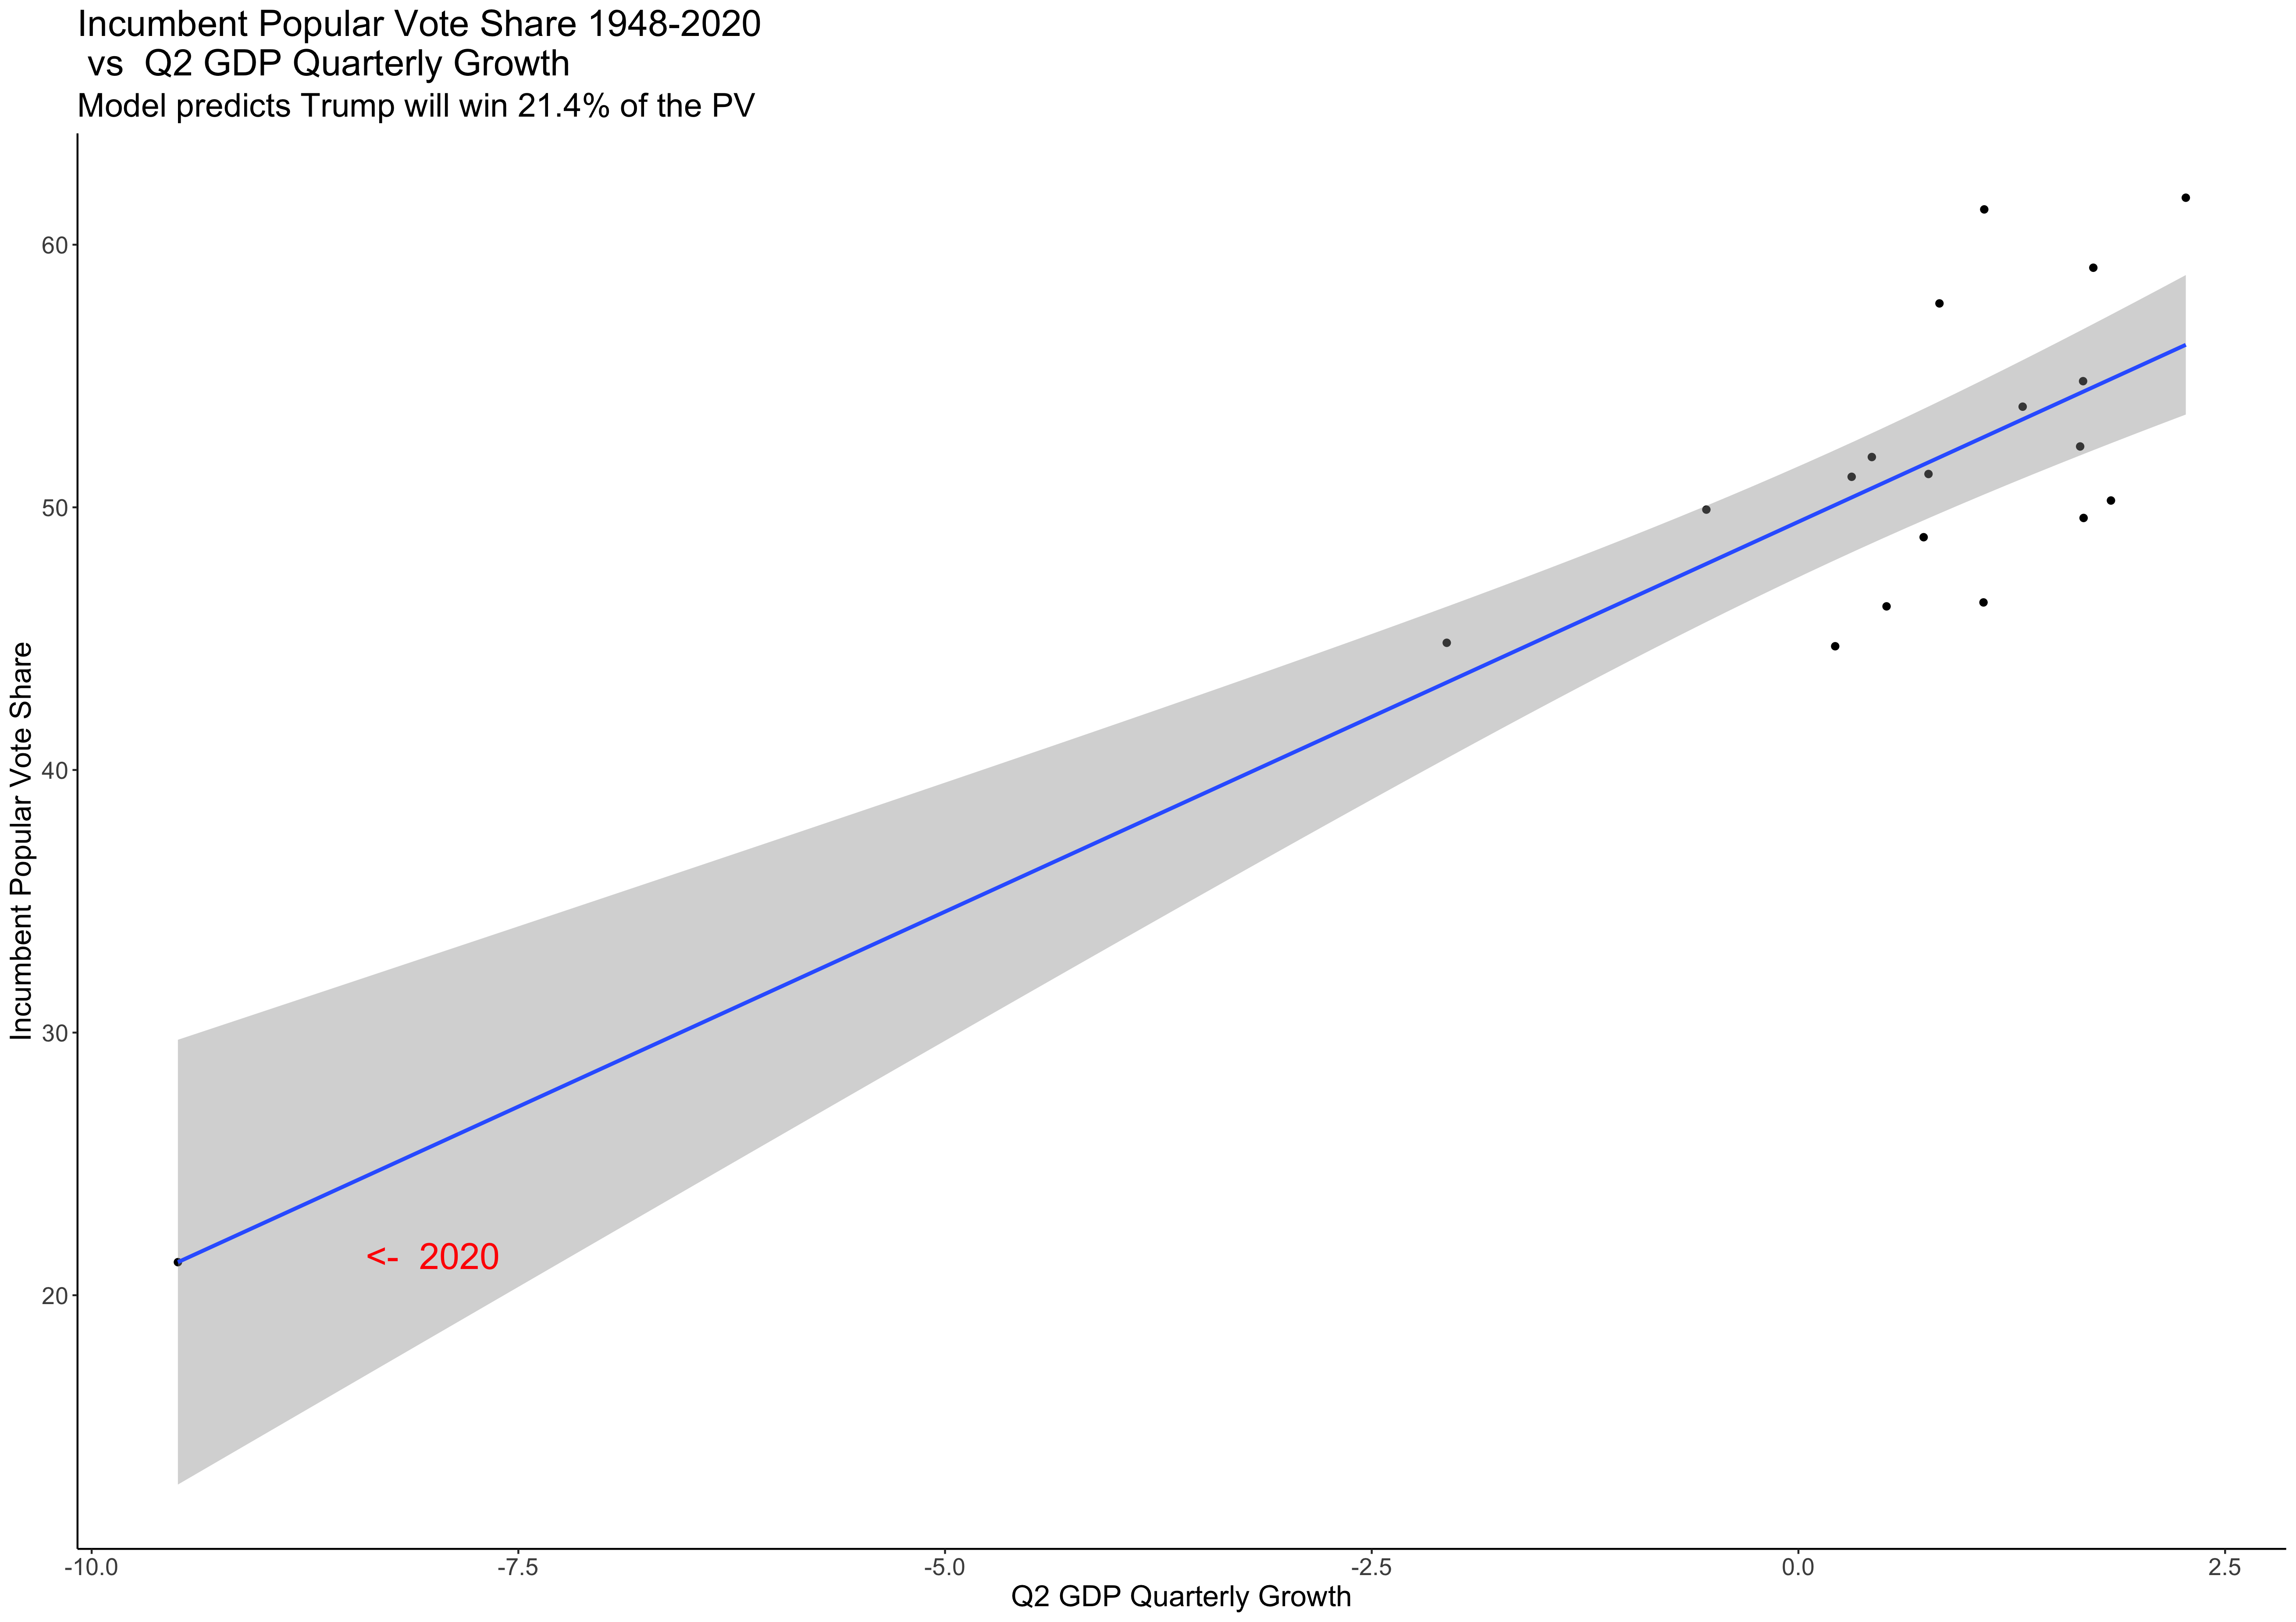 Incumbent Popular Vote Share 1948-2020
vs  Q2 GDP Quarterly Growth
Model predicts Trump will win 21.4% of the PV
Incumbent Popular Vote Share
60
50
40
30
20
<-  2020
-10.0
-7.5
-5.0
-2.5
0.0
2.5
Q2 GDP Quarterly Growth